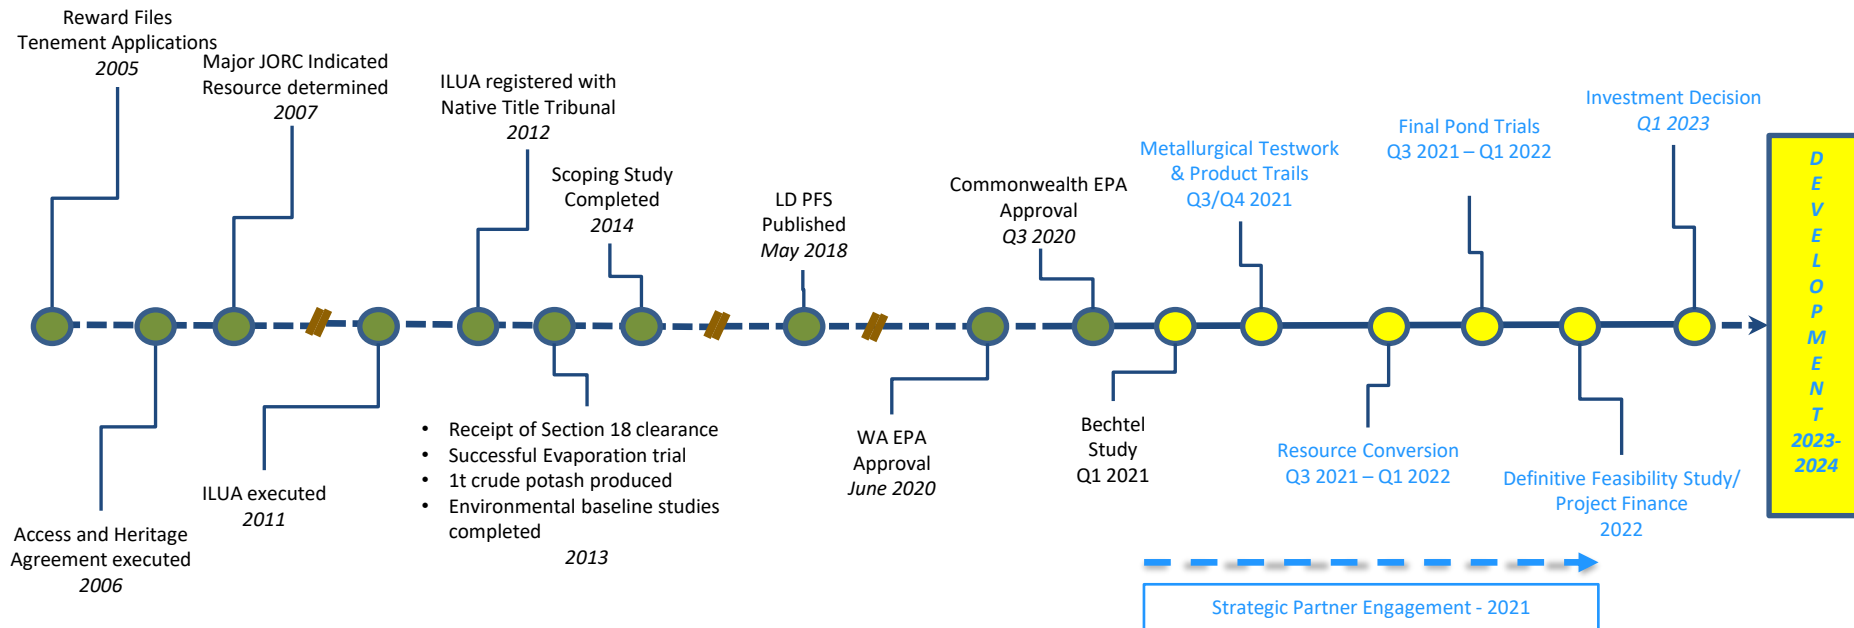 Reward Files
Tenement Applications
2005
Major JORC Indicated
Resource determined
2007
ILUA registered with
Native Title Tribunal
2012
Scoping Study
Completed
2014
LD PFS
Published
May 2018
Commonwealth EPA
Approval
Q3 2020
Metallurgical Testwork
& Product Trails
Q3/Q4 2021
Final Pond Trials
Q3 2021 – Q1 2022
Investment Decision
Q1 2023
D
E
V
E
L
O
P
M
E
N
T
2023-
2024
Access and Heritage
Agreement executed
2006
ILUA executed
2011
• Receipt of Section 18 clearance
• Successful Evaporation trial
• 1t crude potash produced
• Environmental baseline studies
completed
2013
WA EPA
Approval
June 2020
Bechtel
Study
Q1 2021
Resource Conversion
Q3 2021 – Q1 2022
Definitive Feasibility Study/
Project Finance
2022
Strategic Partner Engagement - 2021